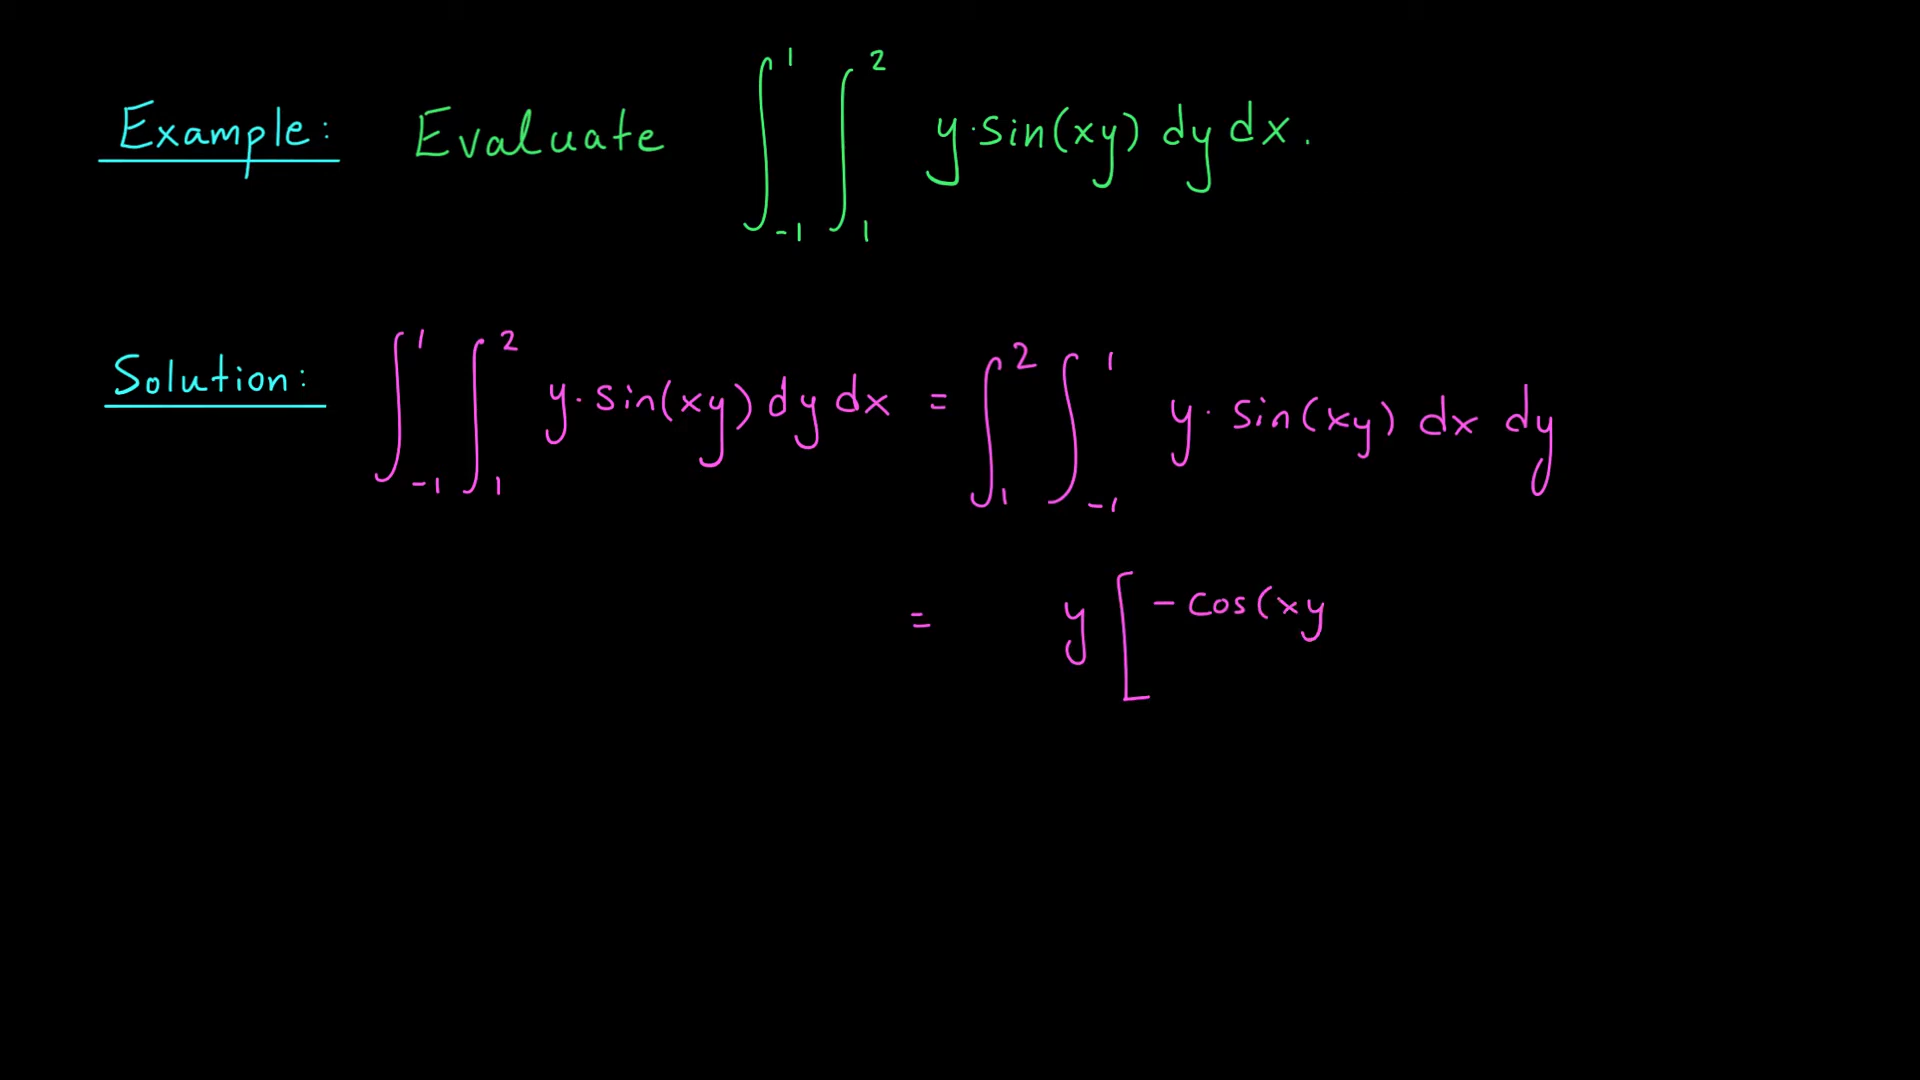 Example: Evaluate ∫_{-1}^{1} ∫_{1}^{2} y·sin(xy) dy dx.
Solution: ∫_{-1}^{1} ∫_{1}^{2} y·sin(xy) dy dx = ∫_{1}^{2} ∫_{-1}^{1} y·sin(xy) dx dy
= y [ -cos(xy